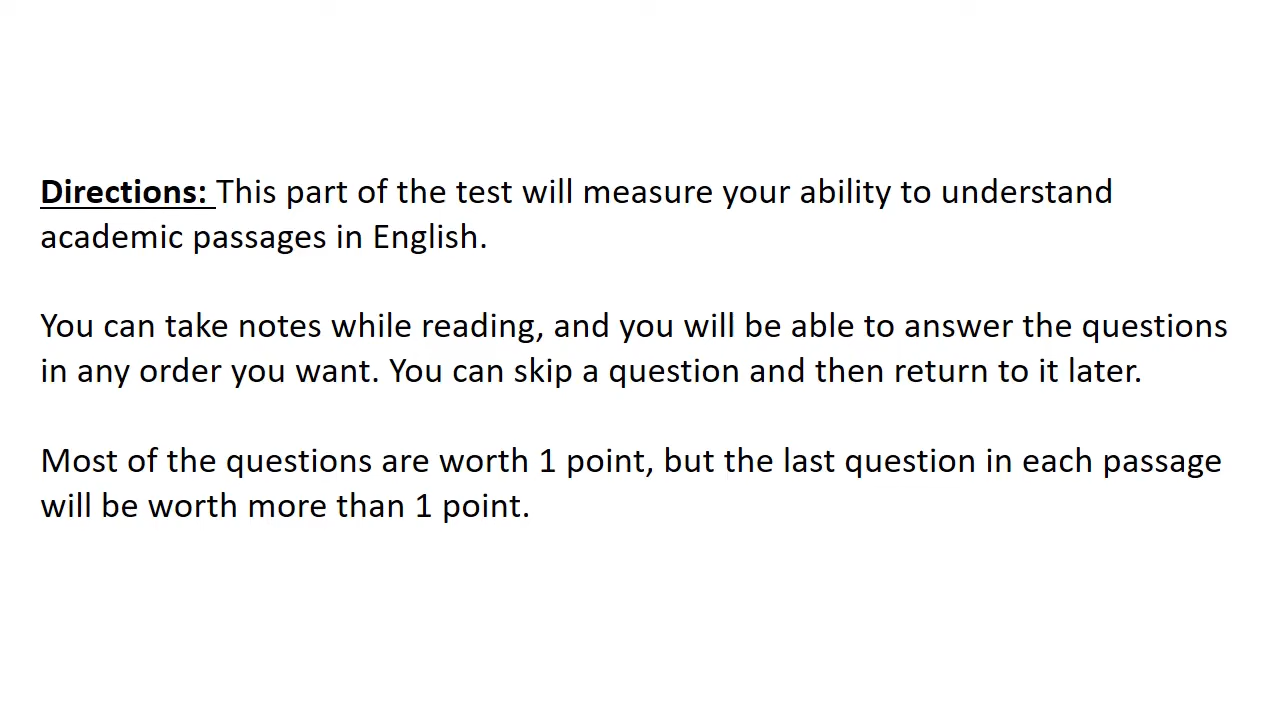 Directions: This part of the test will measure your ability to understand
academic passages in English.
You can take notes while reading, and you will be able to answer the questions
in any order you want. You can skip a question and then return to it later.
Most of the questions are worth 1 point, but the last question in each passage
will be worth more than 1 point.